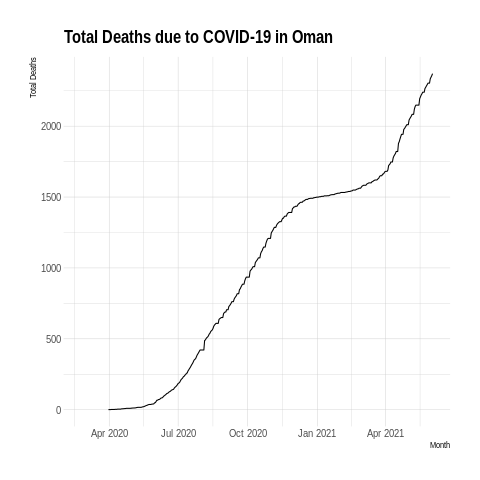 Total Deaths due to COVID-19 in Oman
Total Deaths
2000
1500
1000
500
0
Apr 2020 Jul 2020 Oct 2020 Jan 2021 Apr 2021
Month